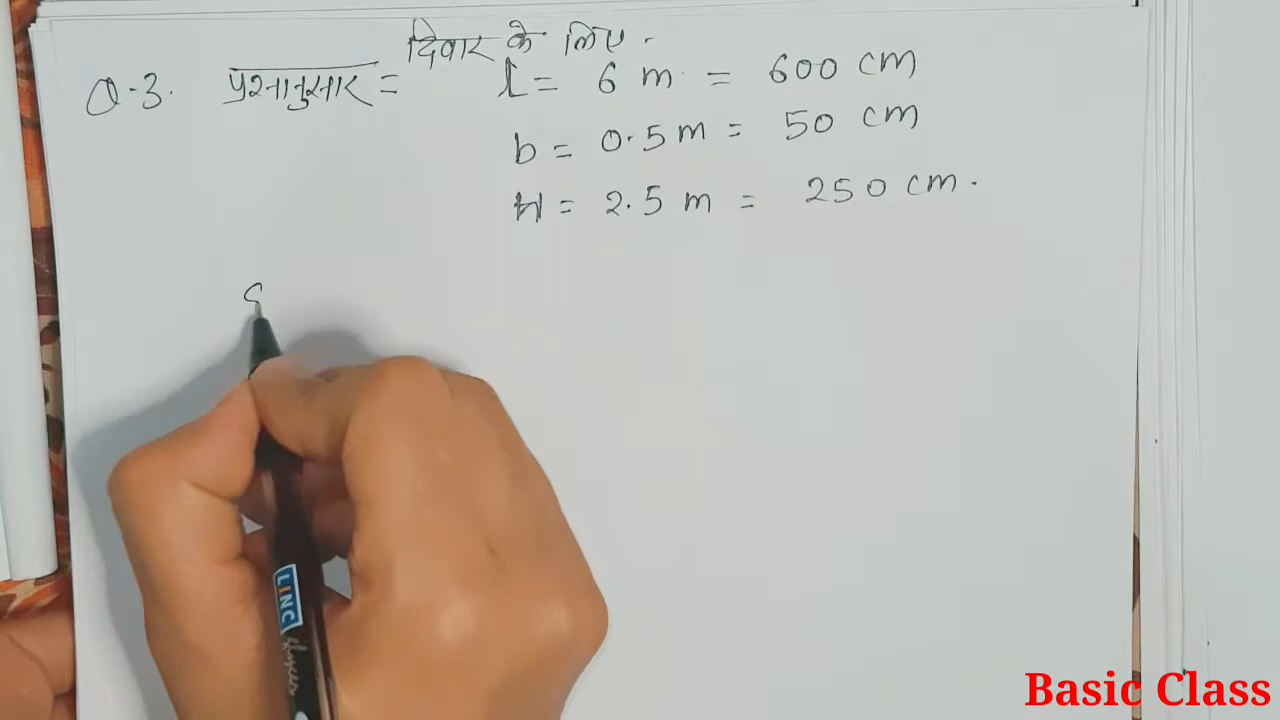 दिवार के लिए.
Q.3. प्रश्नानुसार = l = 6 m = 600 cm
b = 0.5 m = 50 cm
H = 2.5 m = 250 cm.
LINC
Basic Class